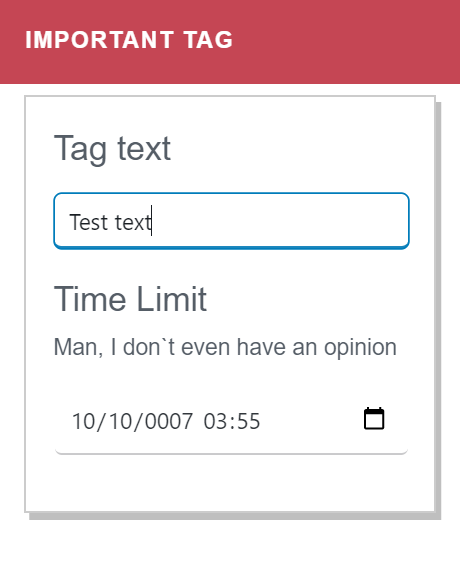 IMPORTANT TAG
Tag text
Test text
Time Limit
Man, I don`t even have an opinion
10/10/0007 03:55